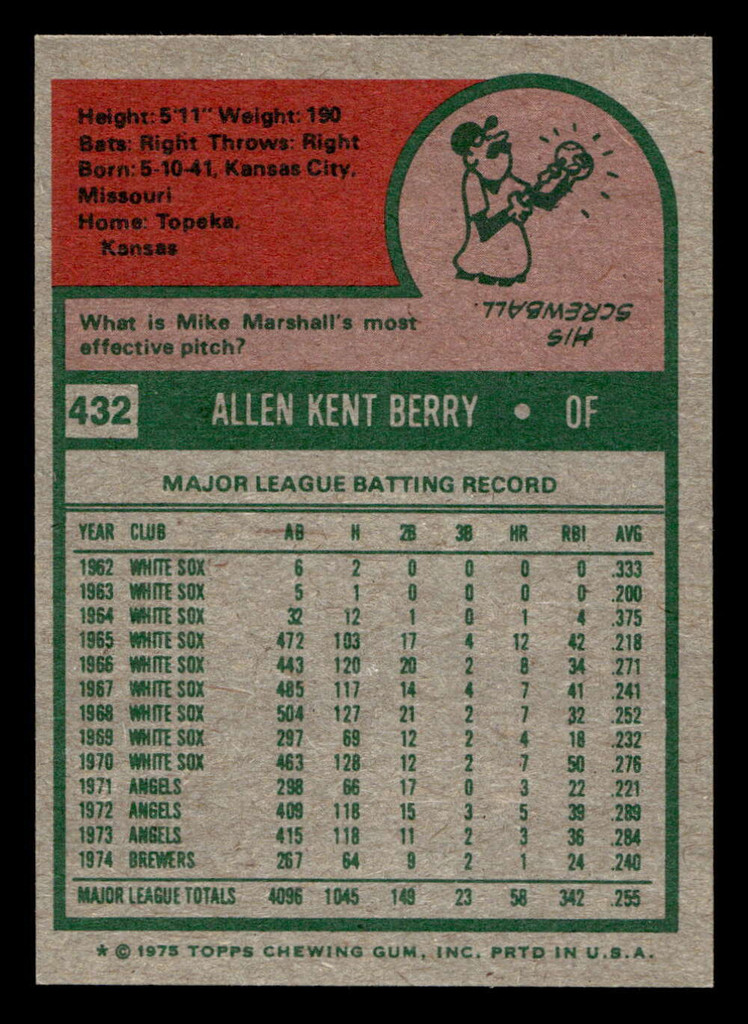 Height: 5'11" Weight: 190
Bats: Right Throws: Right
Born: 5-10-41, Kansas City,
Missouri
Home: Topeka,
Kansas
What is Mike Marshall's most
effective pitch?
HIS
SCREWBALL.
432 ALLEN KENT BERRY • OF
MAJOR LEAGUE BATTING RECORD
YEAR CLUB AB H 2B 3B HR RBI AVG
1962 WHITE SOX 6 2 0 0 0 0 .333
1963 WHITE SOX 5 1 0 0 0 0 .200
1964 WHITE SOX 32 12 1 0 1 4 .375
1965 WHITE SOX 472 103 17 4 12 42 .218
1966 WHITE SOX 443 120 20 2 8 34 .271
1967 WHITE SOX 485 117 14 4 7 41 .241
1968 WHITE SOX 504 127 21 2 7 32 .252
1969 WHITE SOX 297 69 12 2 4 18 .232
1970 WHITE SOX 463 128 12 2 7 50 .276
1971 ANGELS 298 66 17 0 3 22 .221
1972 ANGELS 409 118 15 3 5 39 .289
1973 ANGELS 415 118 11 2 3 36 .284
1974 BREWERS 267 64 9 2 1 24 .240
MAJOR LEAGUE TOTALS 4096 1045 149 23 58 342 .255
* © 1975 TOPPS CHEWING GUM, INC. PRTD IN U.S.A.